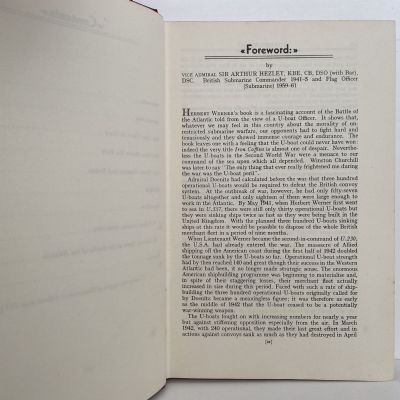 «Foreword:»
by
VICE ADMIRAL SIR ARTHUR HEZLET, KBE, CB, DSO (with Bar),
DSC. British Submarine Commander 1941–5 and Flag Officer
(Submarine) 1959–61
HERBERT WERNER'S book is a fascinating account of the Battle of
the Atlantic told from the view of a U-boat Officer. It shows that,
whatever we may feel in this country about the morality of un-
restricted submarine warfare, our opponents had to fight hard and
tenaciously and they showed immense courage and endurance. The
book leaves one with a feeling that the U-boat could never have won:
indeed the very title Iron Coffins is almost one of despair. Neverthe-
less the U-boats in the Second World War were a menace to our
command of the sea upon which all depended. Winston Churchill
was later to say 'The only thing that ever really frightened me during
the war was the U-boat peril'.
Admiral Doenitz had calculated before the war that three hundred
operational U-boats would be required to defeat the British convoy
system. At the outbreak of war, however, he had only fifty-seven
U-boats altogether and only eighteen of them were large enough to
work in the Atlantic. By May 1941, when Herbert Werner first went
to sea in U.557, there were still only thirty operational U-boats but
they were sinking ships twice as fast as they were being built in the
United Kingdom. With the planned three hundred U-boats sinking
ships at this rate it would be possible to dispose of the whole British
merchant fleet in a period of nine months.
When Lieutenant Werner became the second-in-command of U.230,
the U.S.A. had already entered the war. The massacre of Allied
shipping off the American coast during the first half of 1942 doubled
the tonnage sunk by the U-boats so far. Operational U-boat strength
had by then reached 140 and great though their success in the Western
Atlantic had been, it no longer made strategic sense. The enormous
American shipbuilding programme was beginning to materialise and,
in spite of their staggering losses, their merchant fleet actually
increased in size during this period. Faced with such a rate of ship-
building the three hundred operational U-boats originally called for
by Doenitz became a meaningless figure; it was therefore as early
as the middle of 1942 that the U-boat ceased to be a potentially
war-winning weapon.
The U-boats fought on with increasing numbers for nearly a year
but against stiffening opposition especially from the air. In March
1943, with 240 operational, they made their last great effort and in
actions against convoys sank as much as they had destroyed in April